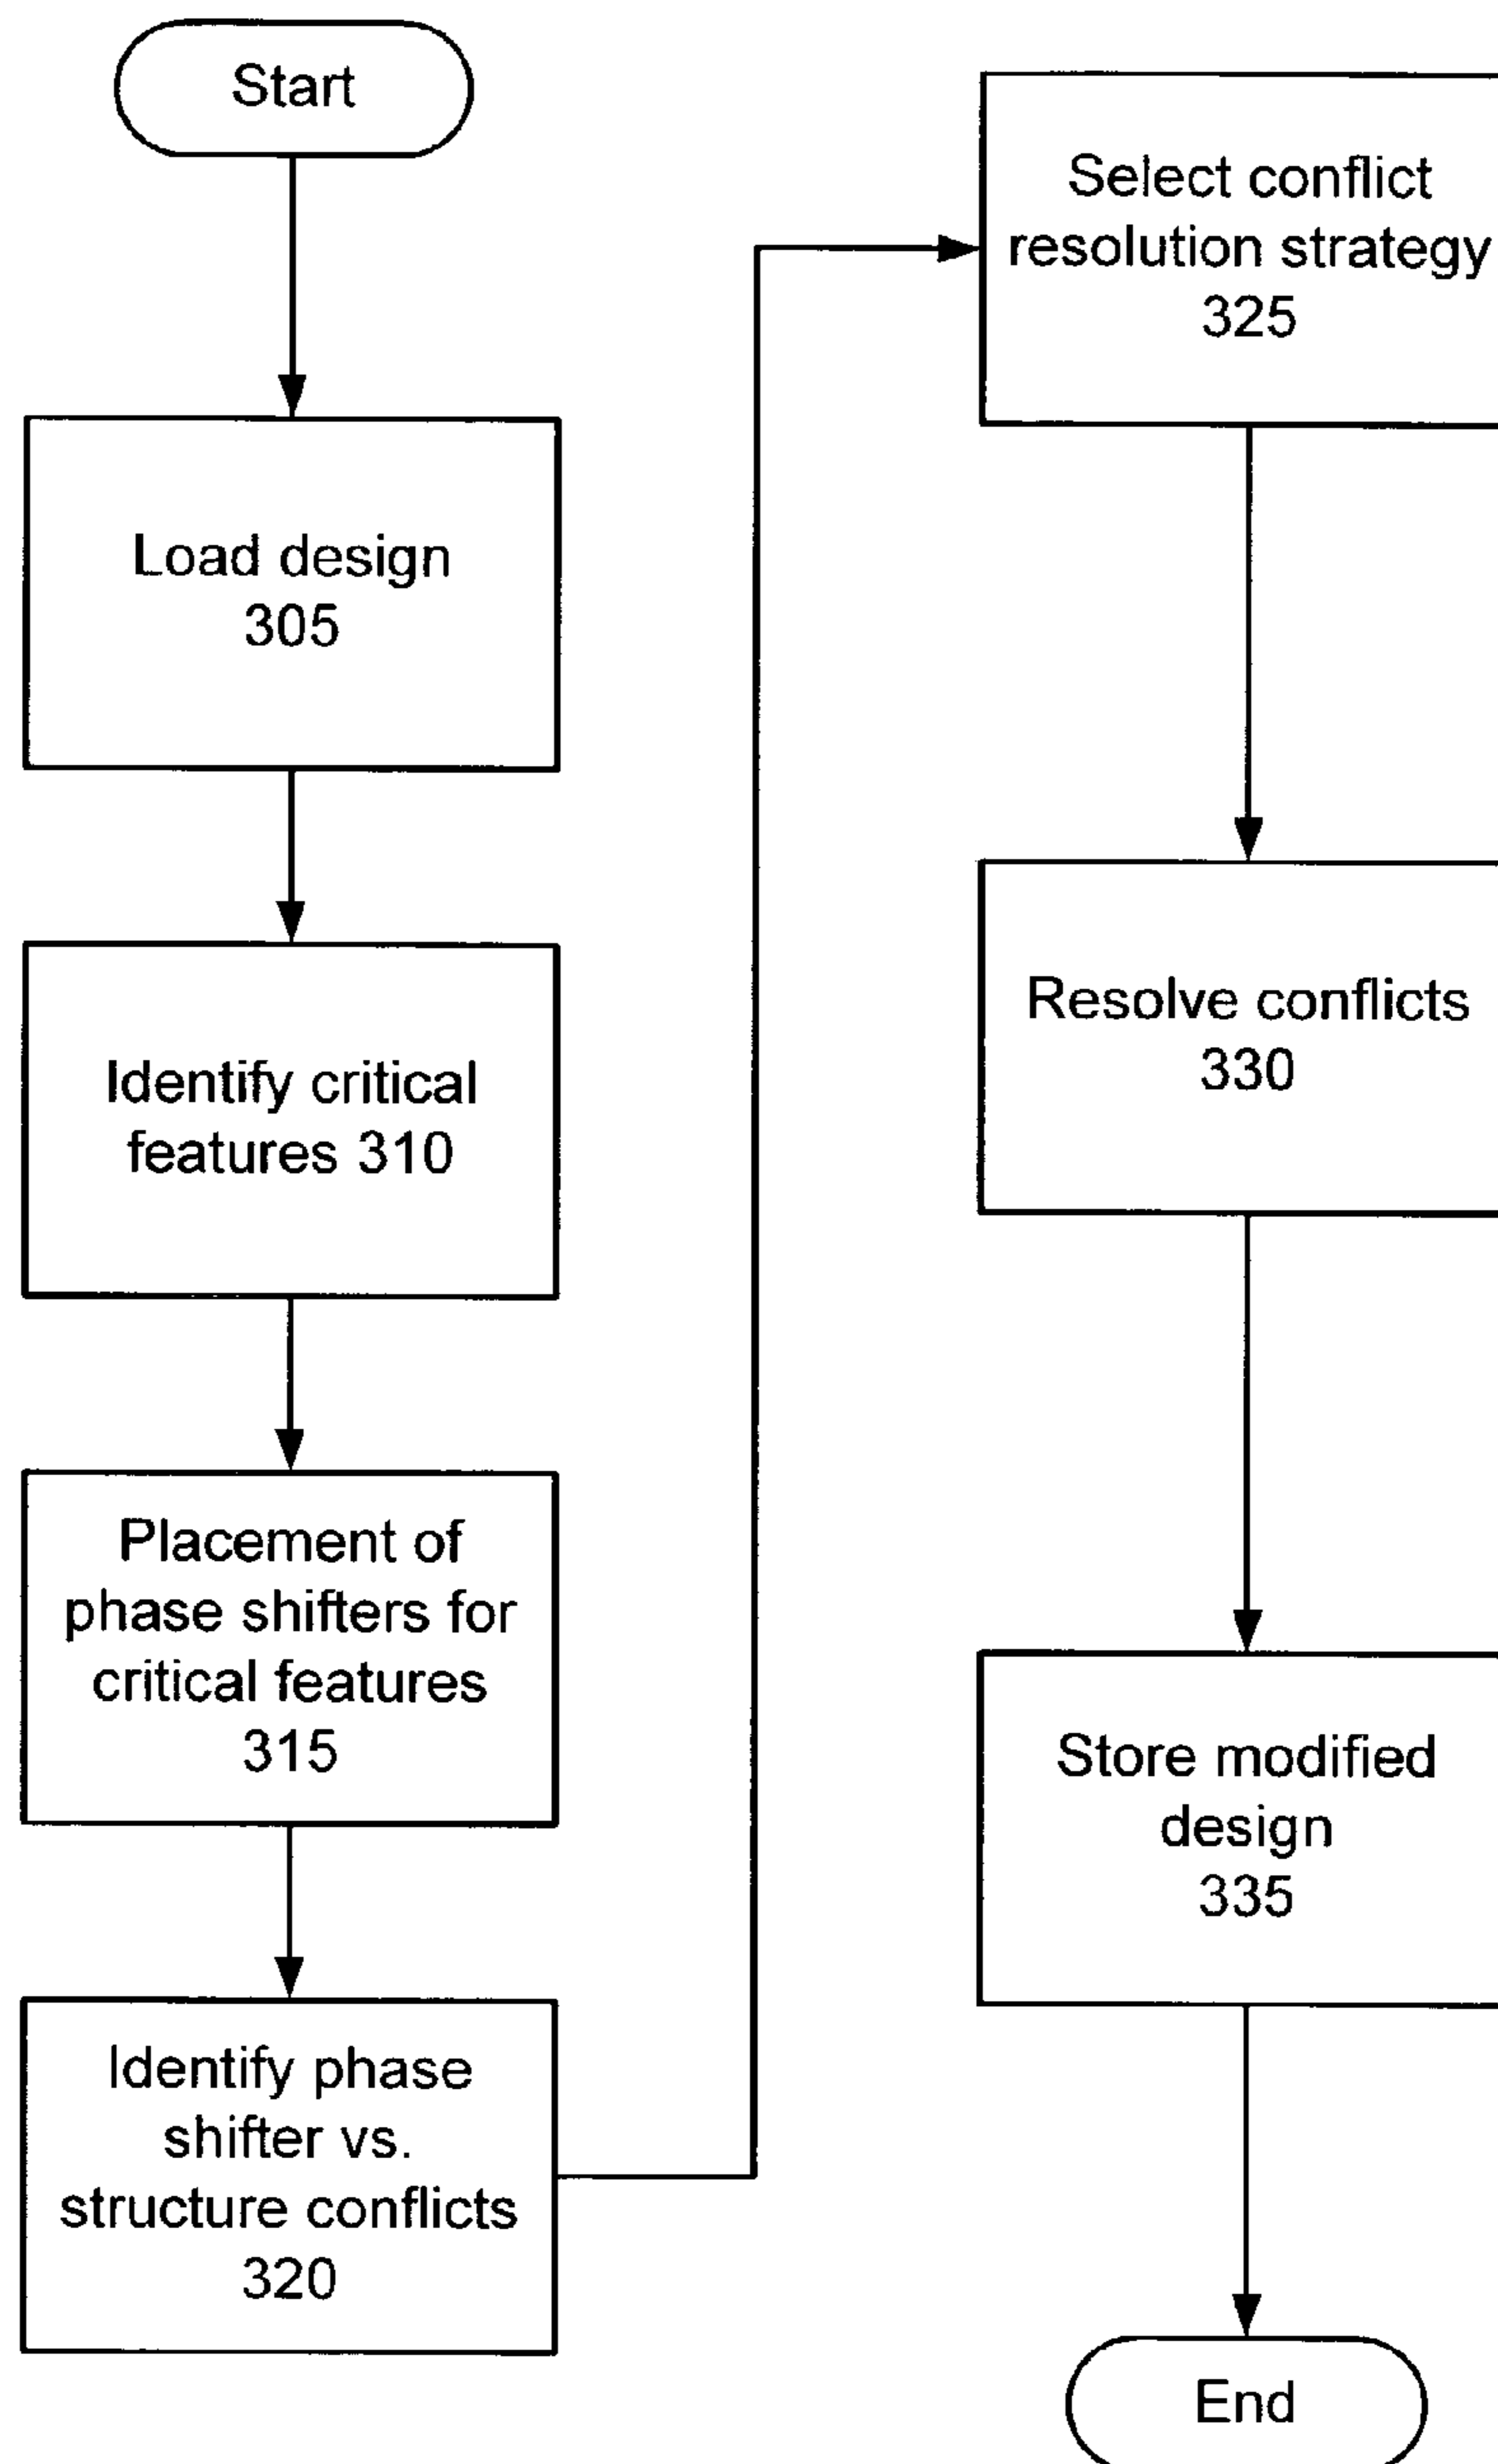 Start
Load design
305
Identify critical
features 310
Placement of
phase shifters for
critical features
315
Identify phase
shifter vs.
structure conflicts
320
Select conflict
resolution strategy
325
Resolve conflicts
330
Store modified
design
335
End